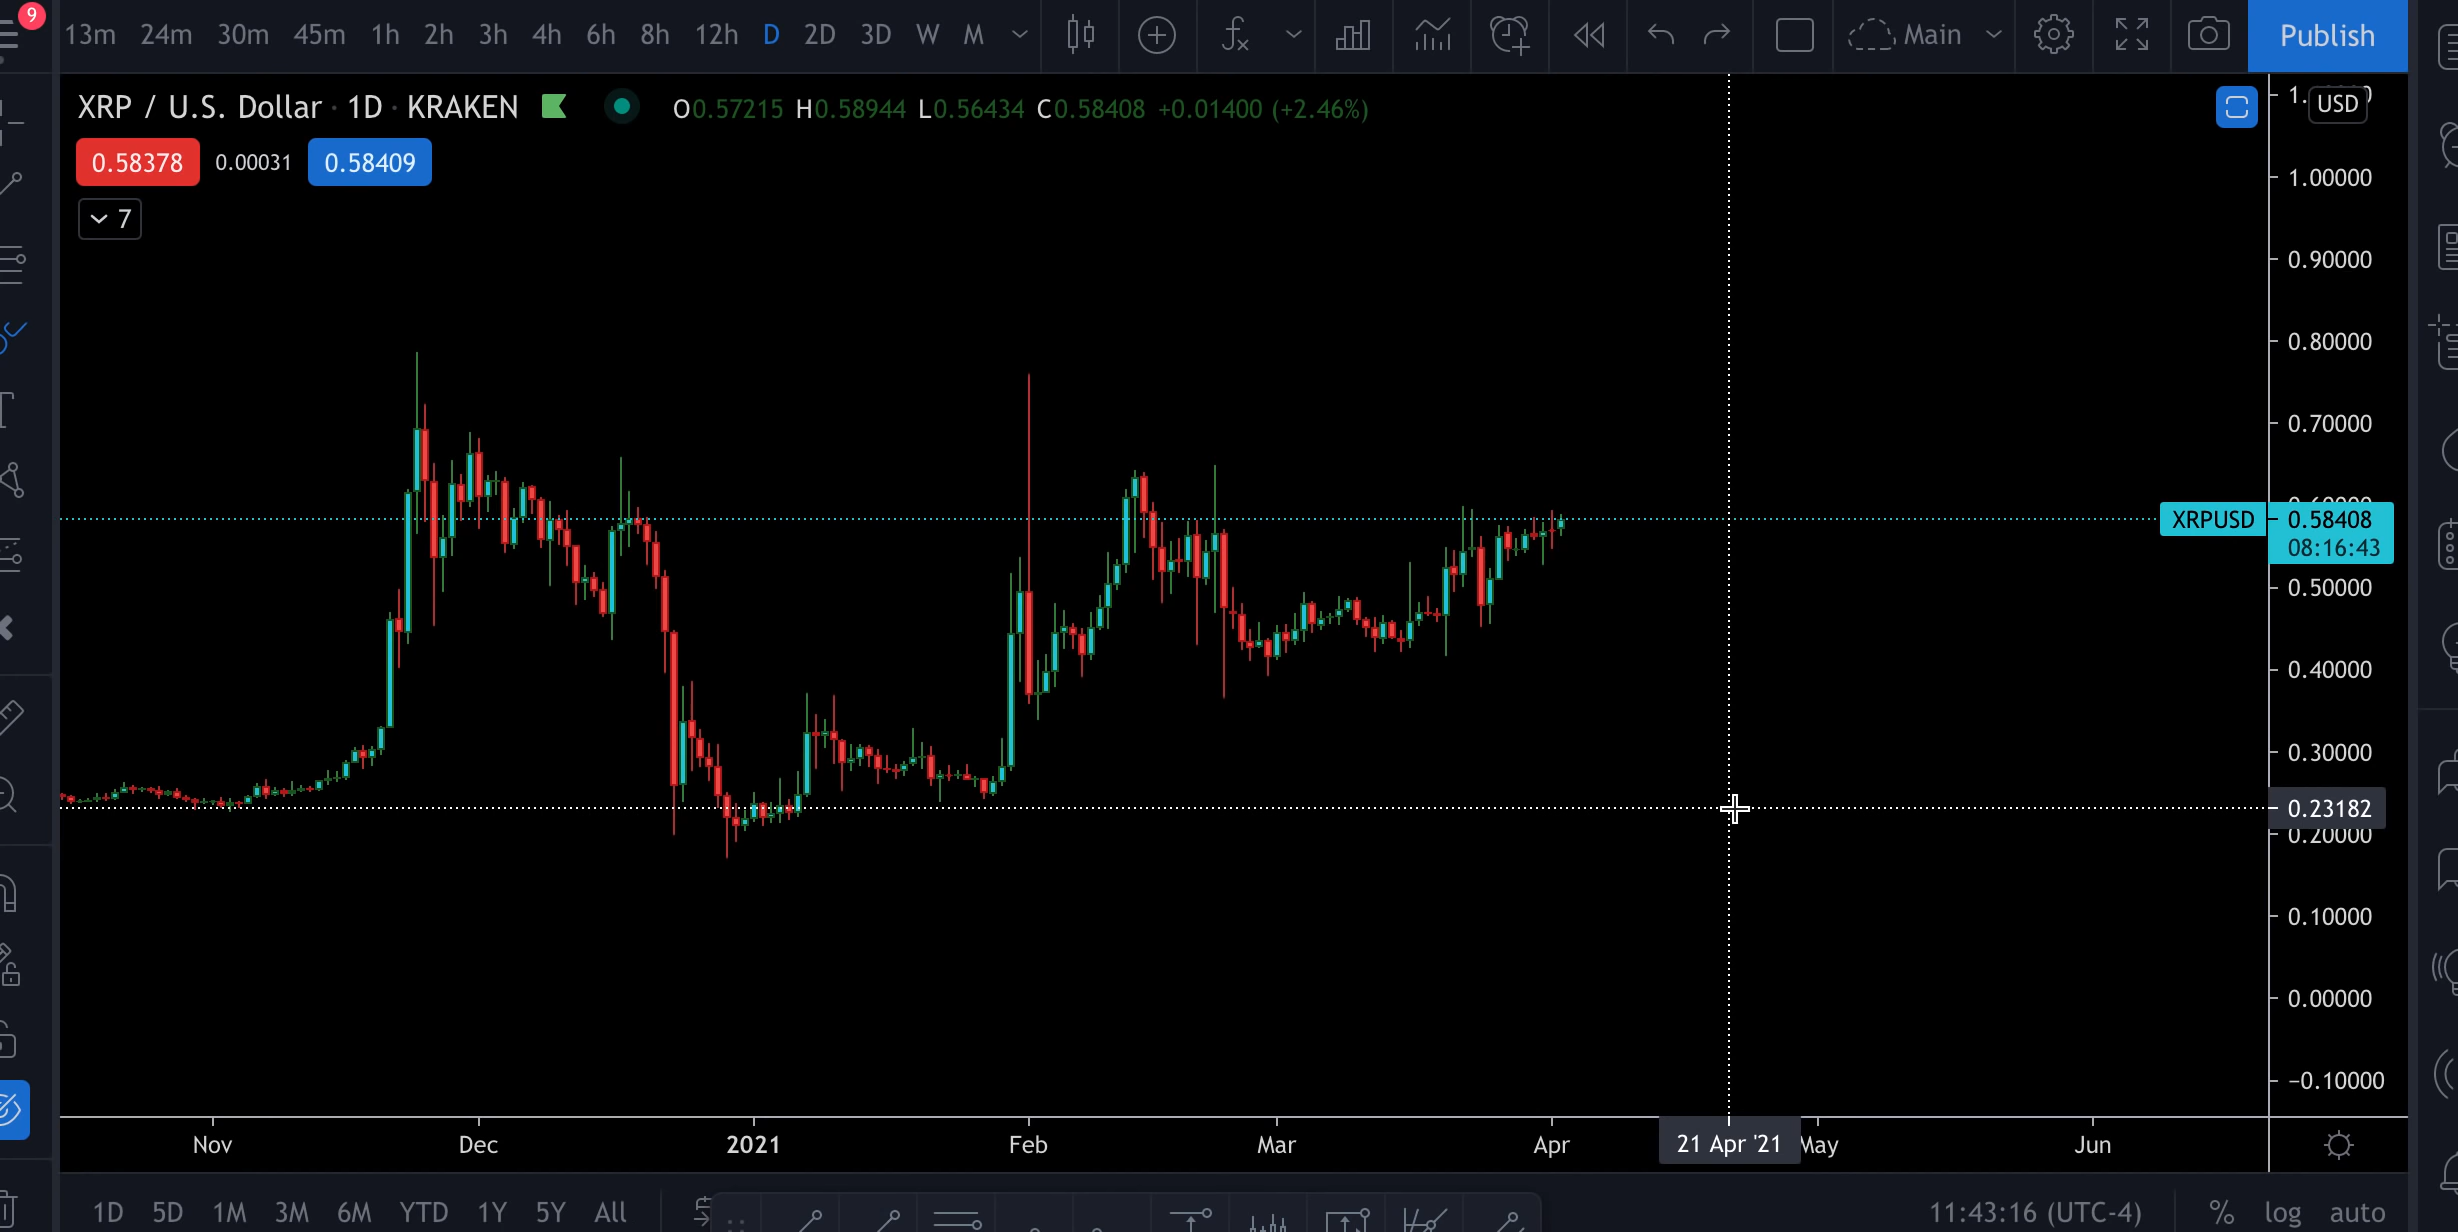 9
13m 24m 30m 45m 1h 2h 3h 4h 6h 8h 12h D 2D 3D W M
Main
Publish
XRP / U.S. Dollar · 1D · KRAKEN
O0.57215 H0.58944 L0.56434 C0.58408 +0.01400 (+2.46%)
USD
0.58378 0.00031 0.58409
7
1.00000
0.90000
0.80000
0.70000
XRPUSD 0.58408
08:16:43
0.50000
0.40000
0.30000
0.23182
0.20000
0.10000
0.00000
−0.10000
Nov Dec 2021 Feb Mar Apr 21 Apr '21 May Jun
1D 5D 1M 3M 6M YTD 1Y 5Y All
11:43:16 (UTC-4) % log auto